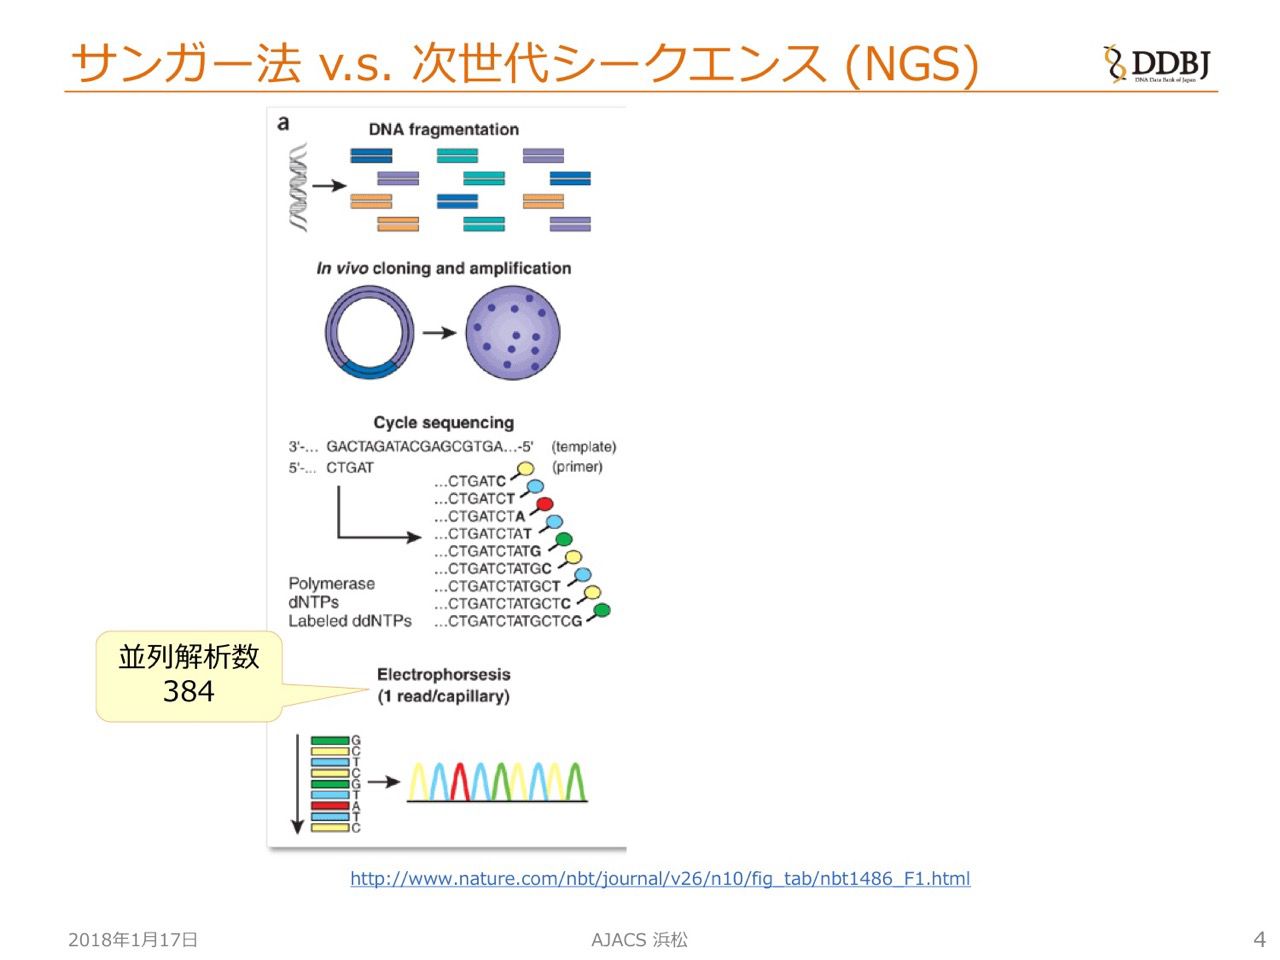 サンガー法 v.s. 次世代シークエンス (NGS)
DDBJ
DNA Data Bank of Japan
a
DNA fragmentation
In vivo cloning and amplification
Cycle sequencing
3'-... GACTAGATACGAGCGTGA...-5' (template)
5'-... CTGAT (primer)
...CTGATC
...CTGATCT
...CTGATCTA
...CTGATCTAT
...CTGATCTATG
...CTGATCTATGC
...CTGATCTATGCT
...CTGATCTATGCTC
...CTGATCTATGCTCG
Polymerase
dNTPs
Labeled ddNTPs
並列解析数
384
Electrophorsesis
(1 read/capillary)
G
C
T
C
G
T
A
T
C
http://www.nature.com/nbt/journal/v26/n10/fig_tab/nbt1486_F1.html
2018年1月17日
AJACS 浜松
4